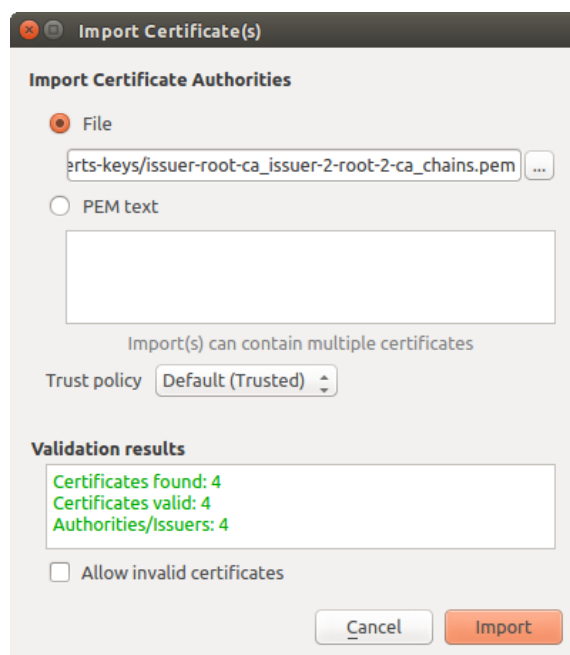 Import Certificate(s)
Import Certificate Authorities
File
erts-keys/issuer-root-ca_issuer-2-root-2-ca_chains.pem
...
PEM text
Import(s) can contain multiple certificates
Trust policy Default (Trusted)
Validation results
Certificates found: 4
Certificates valid: 4
Authorities/Issuers: 4
Allow invalid certificates
Cancel Import